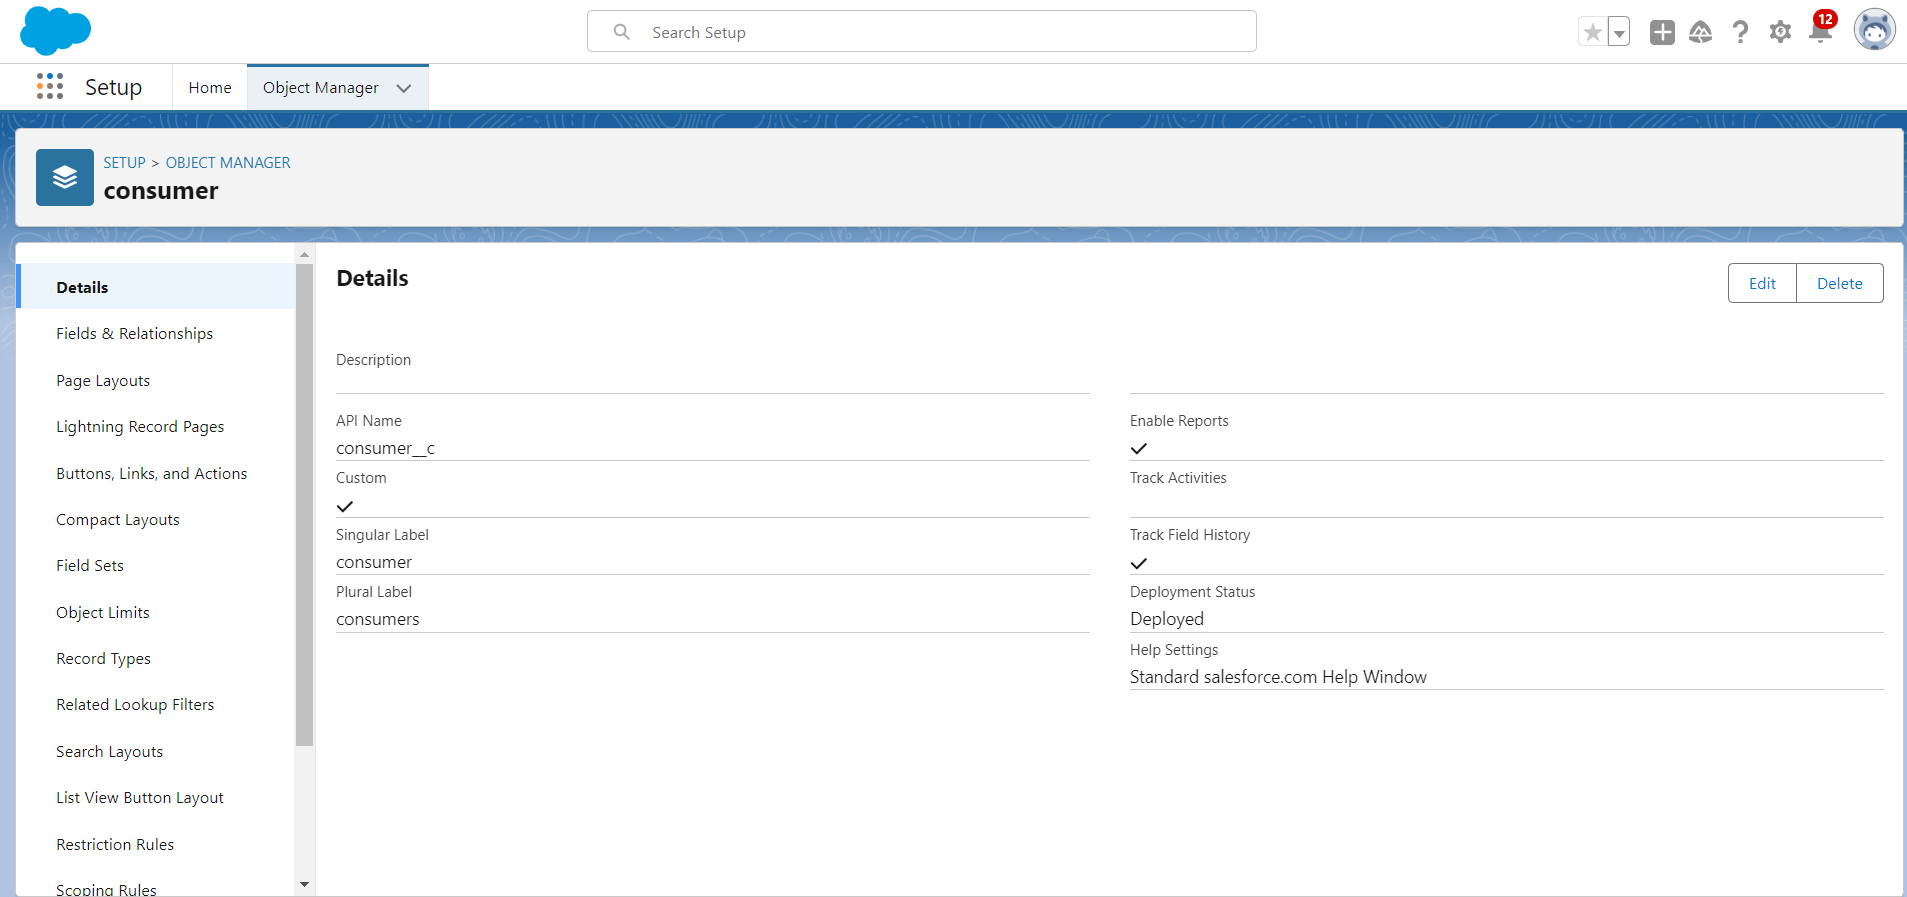 Search Setup
12
Setup
Home
Object Manager
SETUP > OBJECT MANAGER
consumer
Details
Fields & Relationships
Page Layouts
Lightning Record Pages
Buttons, Links, and Actions
Compact Layouts
Field Sets
Object Limits
Record Types
Related Lookup Filters
Search Layouts
List View Button Layout
Restriction Rules
Scoping Rules
Details
Edit
Delete
Description
API Name
consumer__c
Custom
Singular Label
consumer
Plural Label
consumers
Enable Reports
Track Activities
Track Field History
Deployment Status
Deployed
Help Settings
Standard salesforce.com Help Window